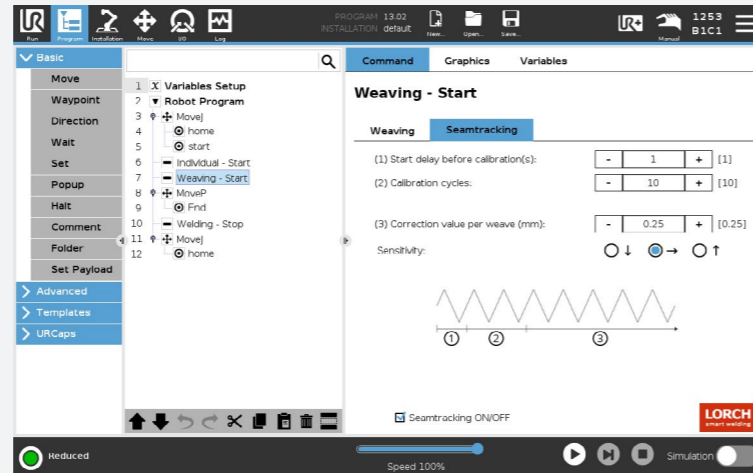 PROGRAM 13.02
INSTALLATION default
New... Open... Save...
UR+
Manual
1253
B1C1
UR
Run Program Installation Move I/O Log
Basic
Move
Waypoint
Direction
Wait
Set
Popup
Halt
Comment
Folder
Set Payload
Advanced
Templates
URCaps
1 X Variables Setup
2 ▼ Robot Program
3 MoveJ
4 home
5 start
6 Individual - Start
7 Weaving - Start
8 MoveP
9 End
10 Welding - Stop
11 MoveJ
12 home
Command Graphics Variables
Weaving - Start
Weaving Seamtracking
(1) Start delay before calibration(s): - 1 + [1]
(2) Calibration cycles: - 10 + [10]
(3) Correction value per weave (mm): - 0.25 + [0.25]
Sensitivity: ↓ → ↑
① ② ③
Seamtracking ON/OFF
LORCH
smart welding
Reduced
Speed 100%
Simulation